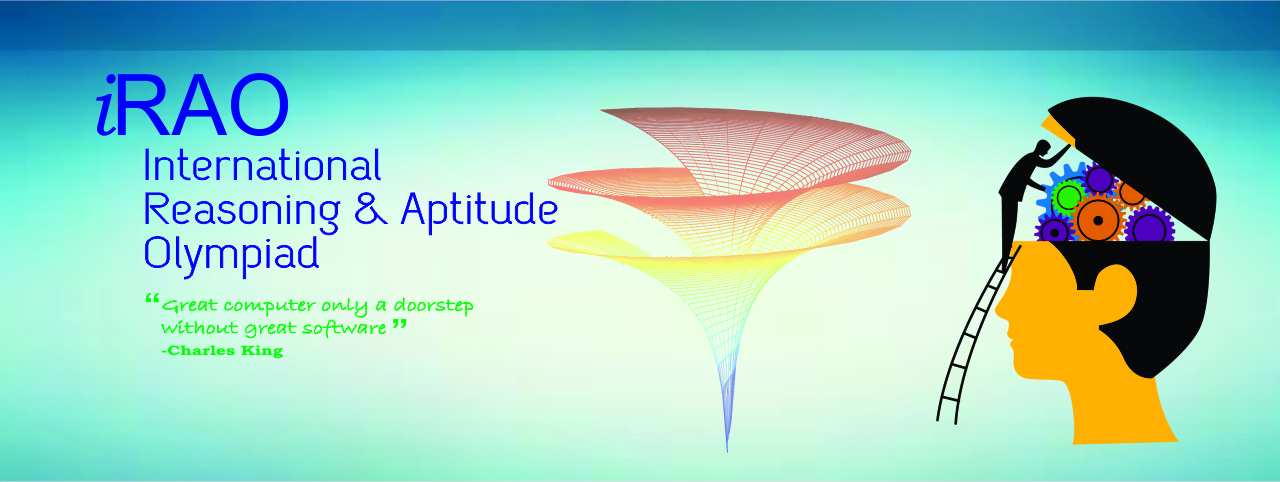 iRAO
International
Reasoning & Aptitude
Olympiad
“Great computer only a doorstep
without great software”
-Charles King